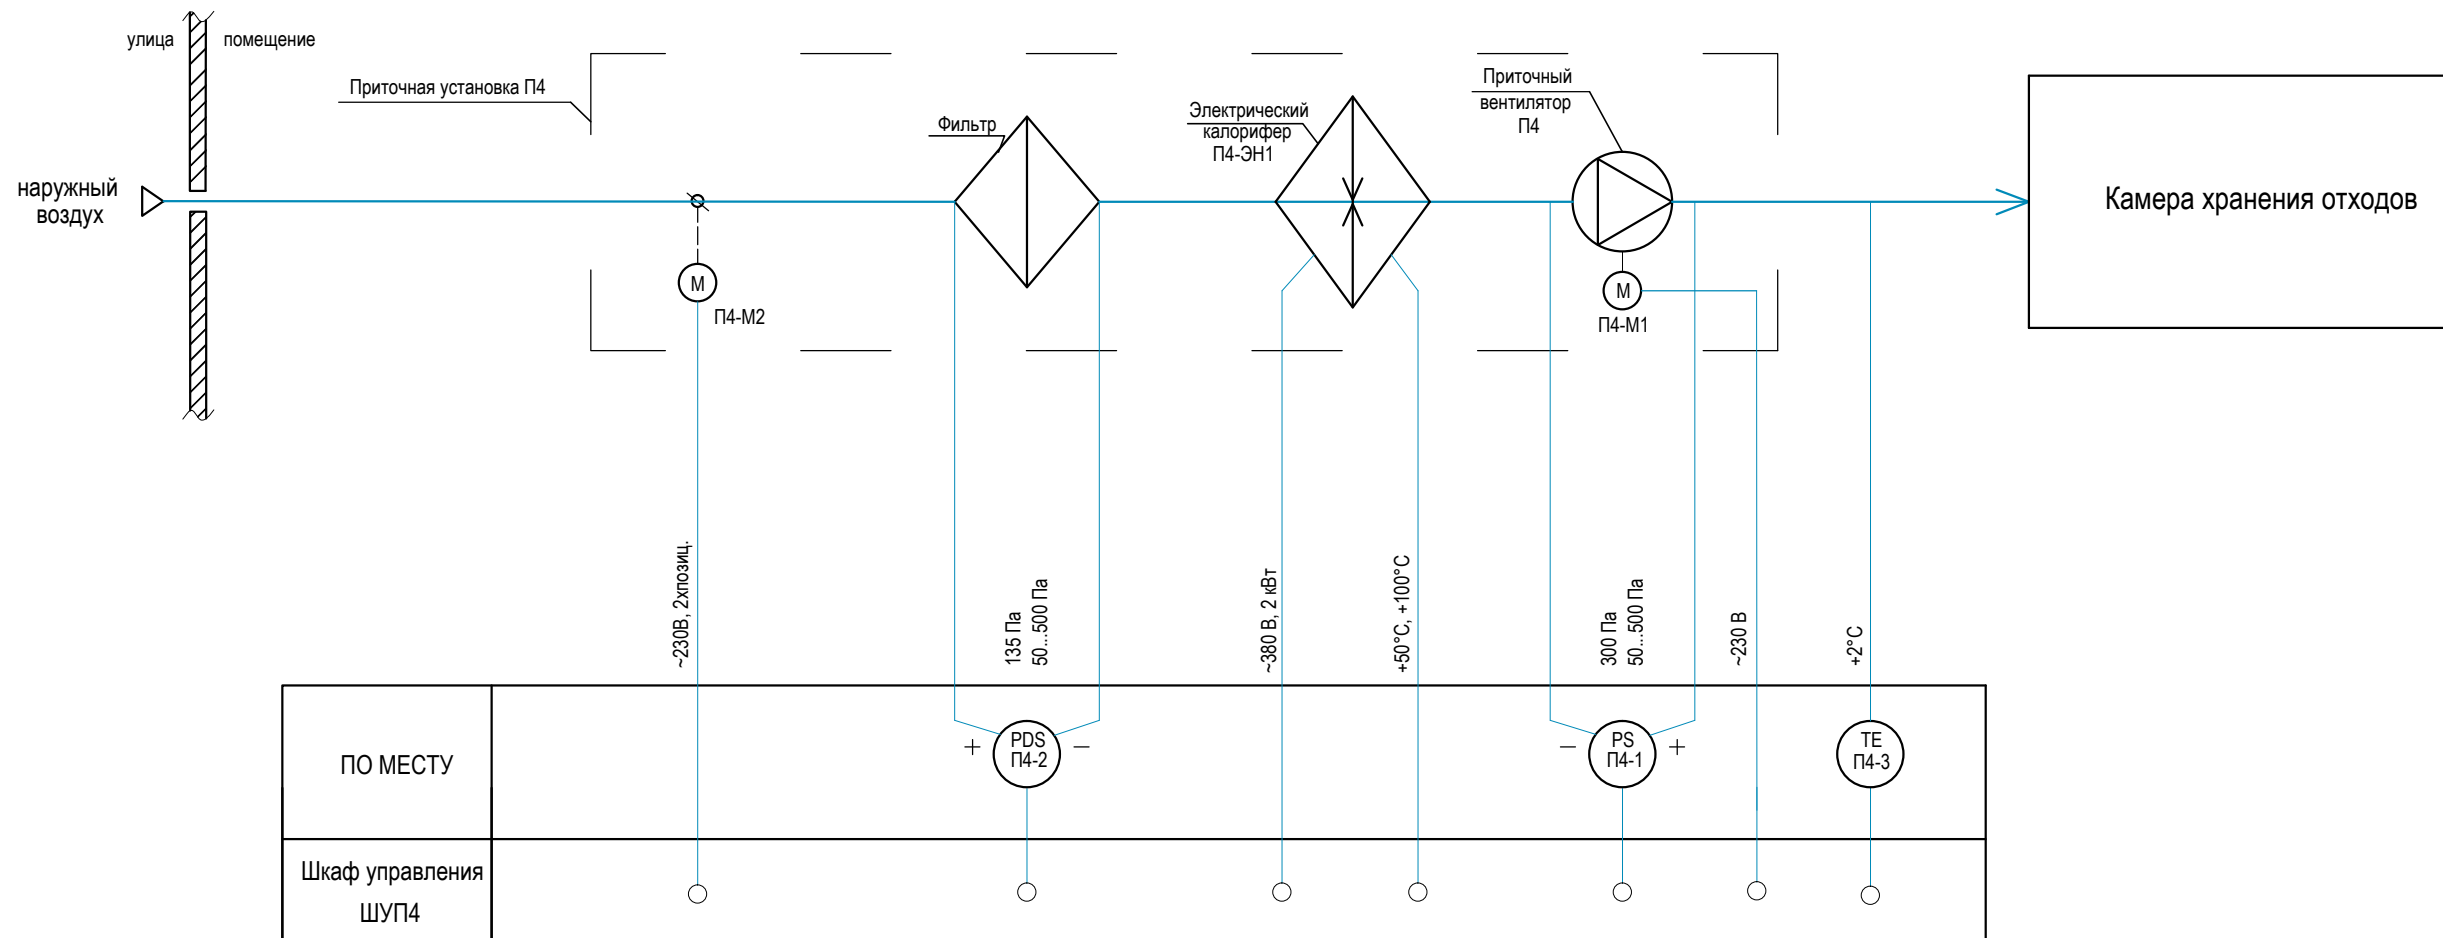 улица
помещение
Приточная установка П4
Фильтр
Электрический
калорифер
П4-ЭН1
Приточный
вентилятор
П4
наружный
воздух
Камера хранения отходов
М
П4-М2
М
П4-М1
~230В, 2хпозиц.
135 Па
50...500 Па
~380 В, 2 кВт
+50°С, +100°С
300 Па
50...500 Па
~230 В
+2°С
ПО МЕСТУ
+
PDS
П4-2
−
−
PS
П4-1
+
TE
П4-3
Шкаф управления
ШУП4